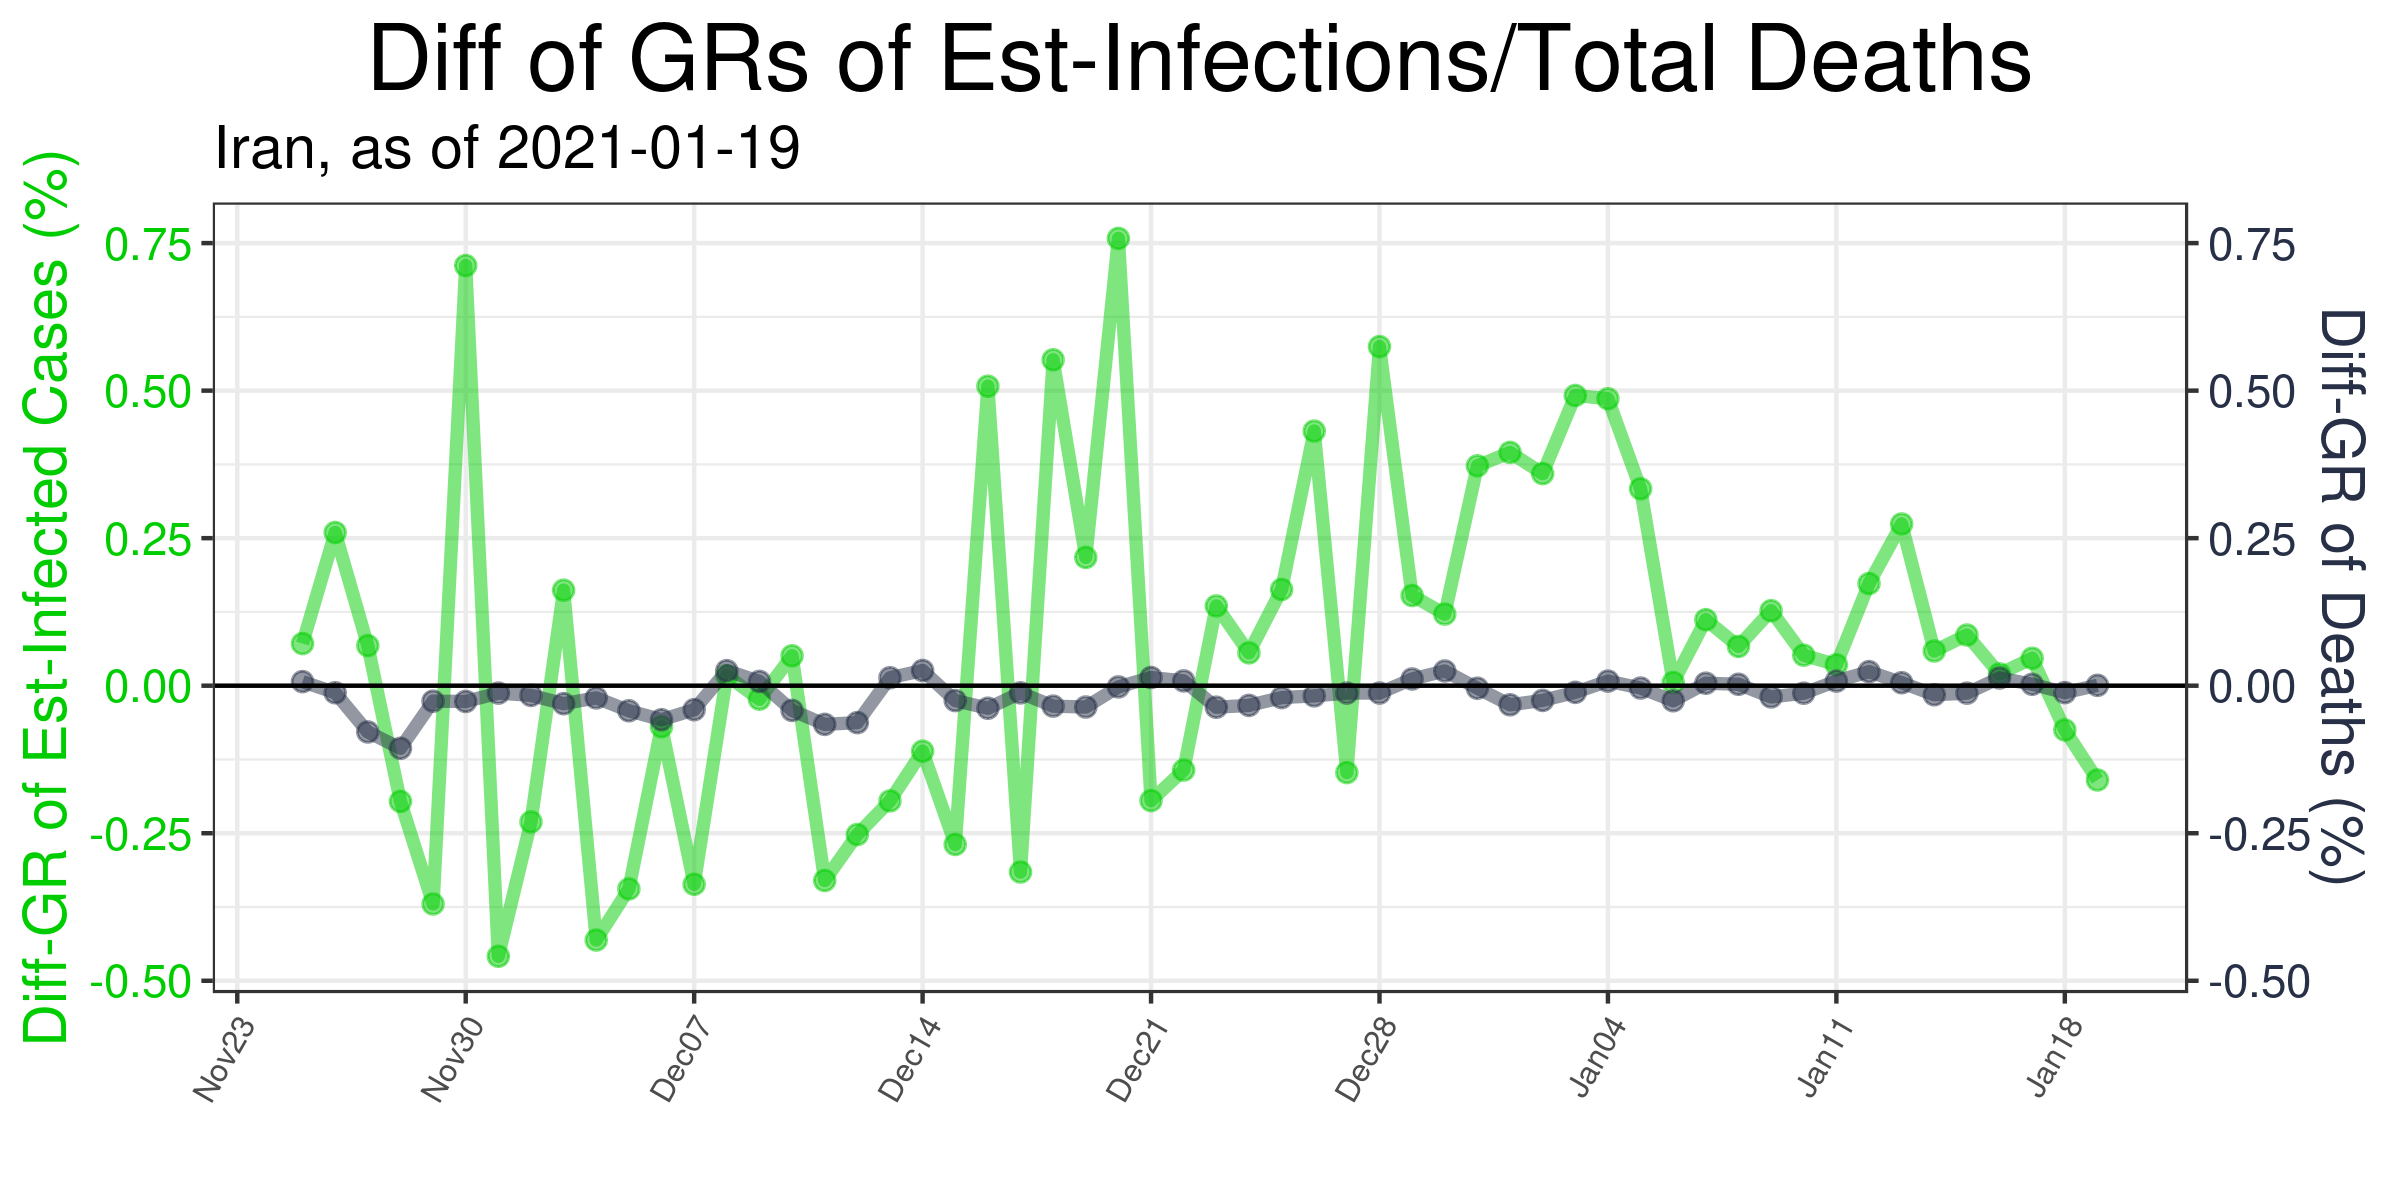 Diff of GRs of Est-Infections/Total Deaths
Iran, as of 2021-01-19
Diff-GR of Est-Infected Cases (%)
0.75
0.50
0.25
0.00
-0.25
-0.50
0.75
0.50
0.25
0.00
-0.25
-0.50
Diff-GR of Deaths (%)
Nov23
Nov30
Dec07
Dec14
Dec21
Dec28
Jan04
Jan11
Jan18